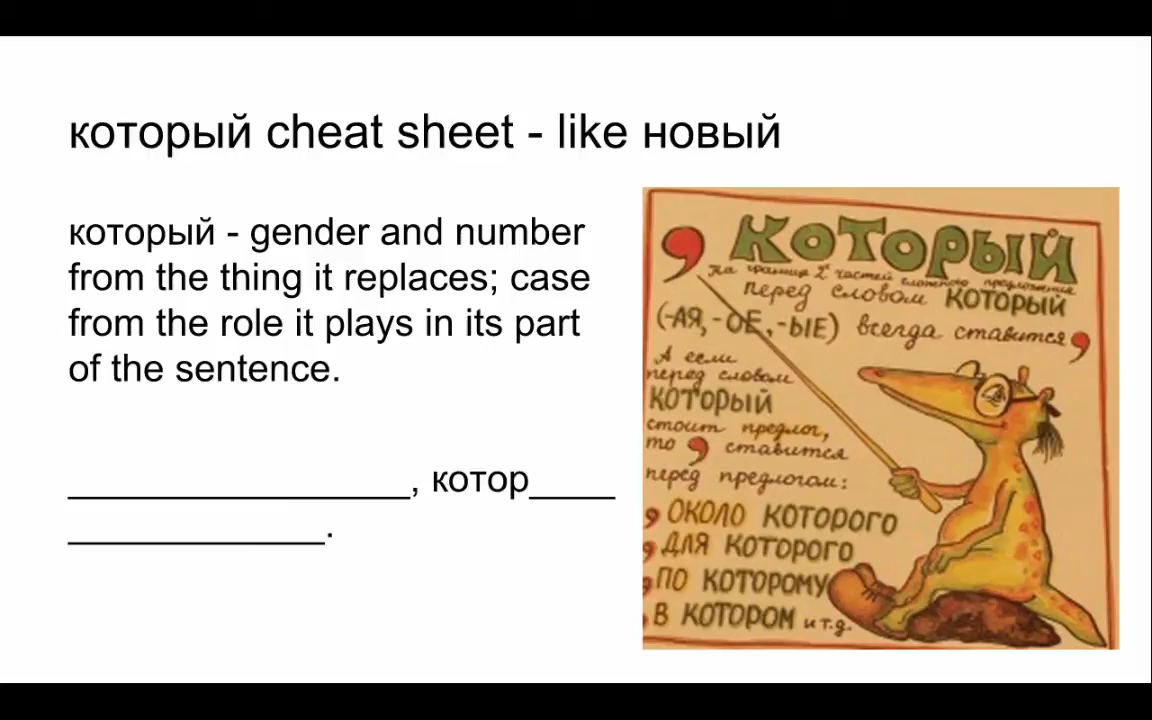 который cheat sheet - like новый
который - gender and number
from the thing it replaces; case
from the role it plays in its part
of the sentence.
__________________, котор____
____________.
, КОТОРЫЙ
На границе 2х частей сложного предложения
перед словом КОТОРЫЙ
(-АЯ, -ОЕ, -ЫЕ) всегда ставится ,
А если
перед словом
КОТОРЫЙ
стоит предлог,
то , ставится
перед предлогом:
, ОКОЛО КОТОРОГО
, ДЛЯ КОТОРОГО
, ПО КОТОРОМУ
, В КОТОРОМ и т.д.